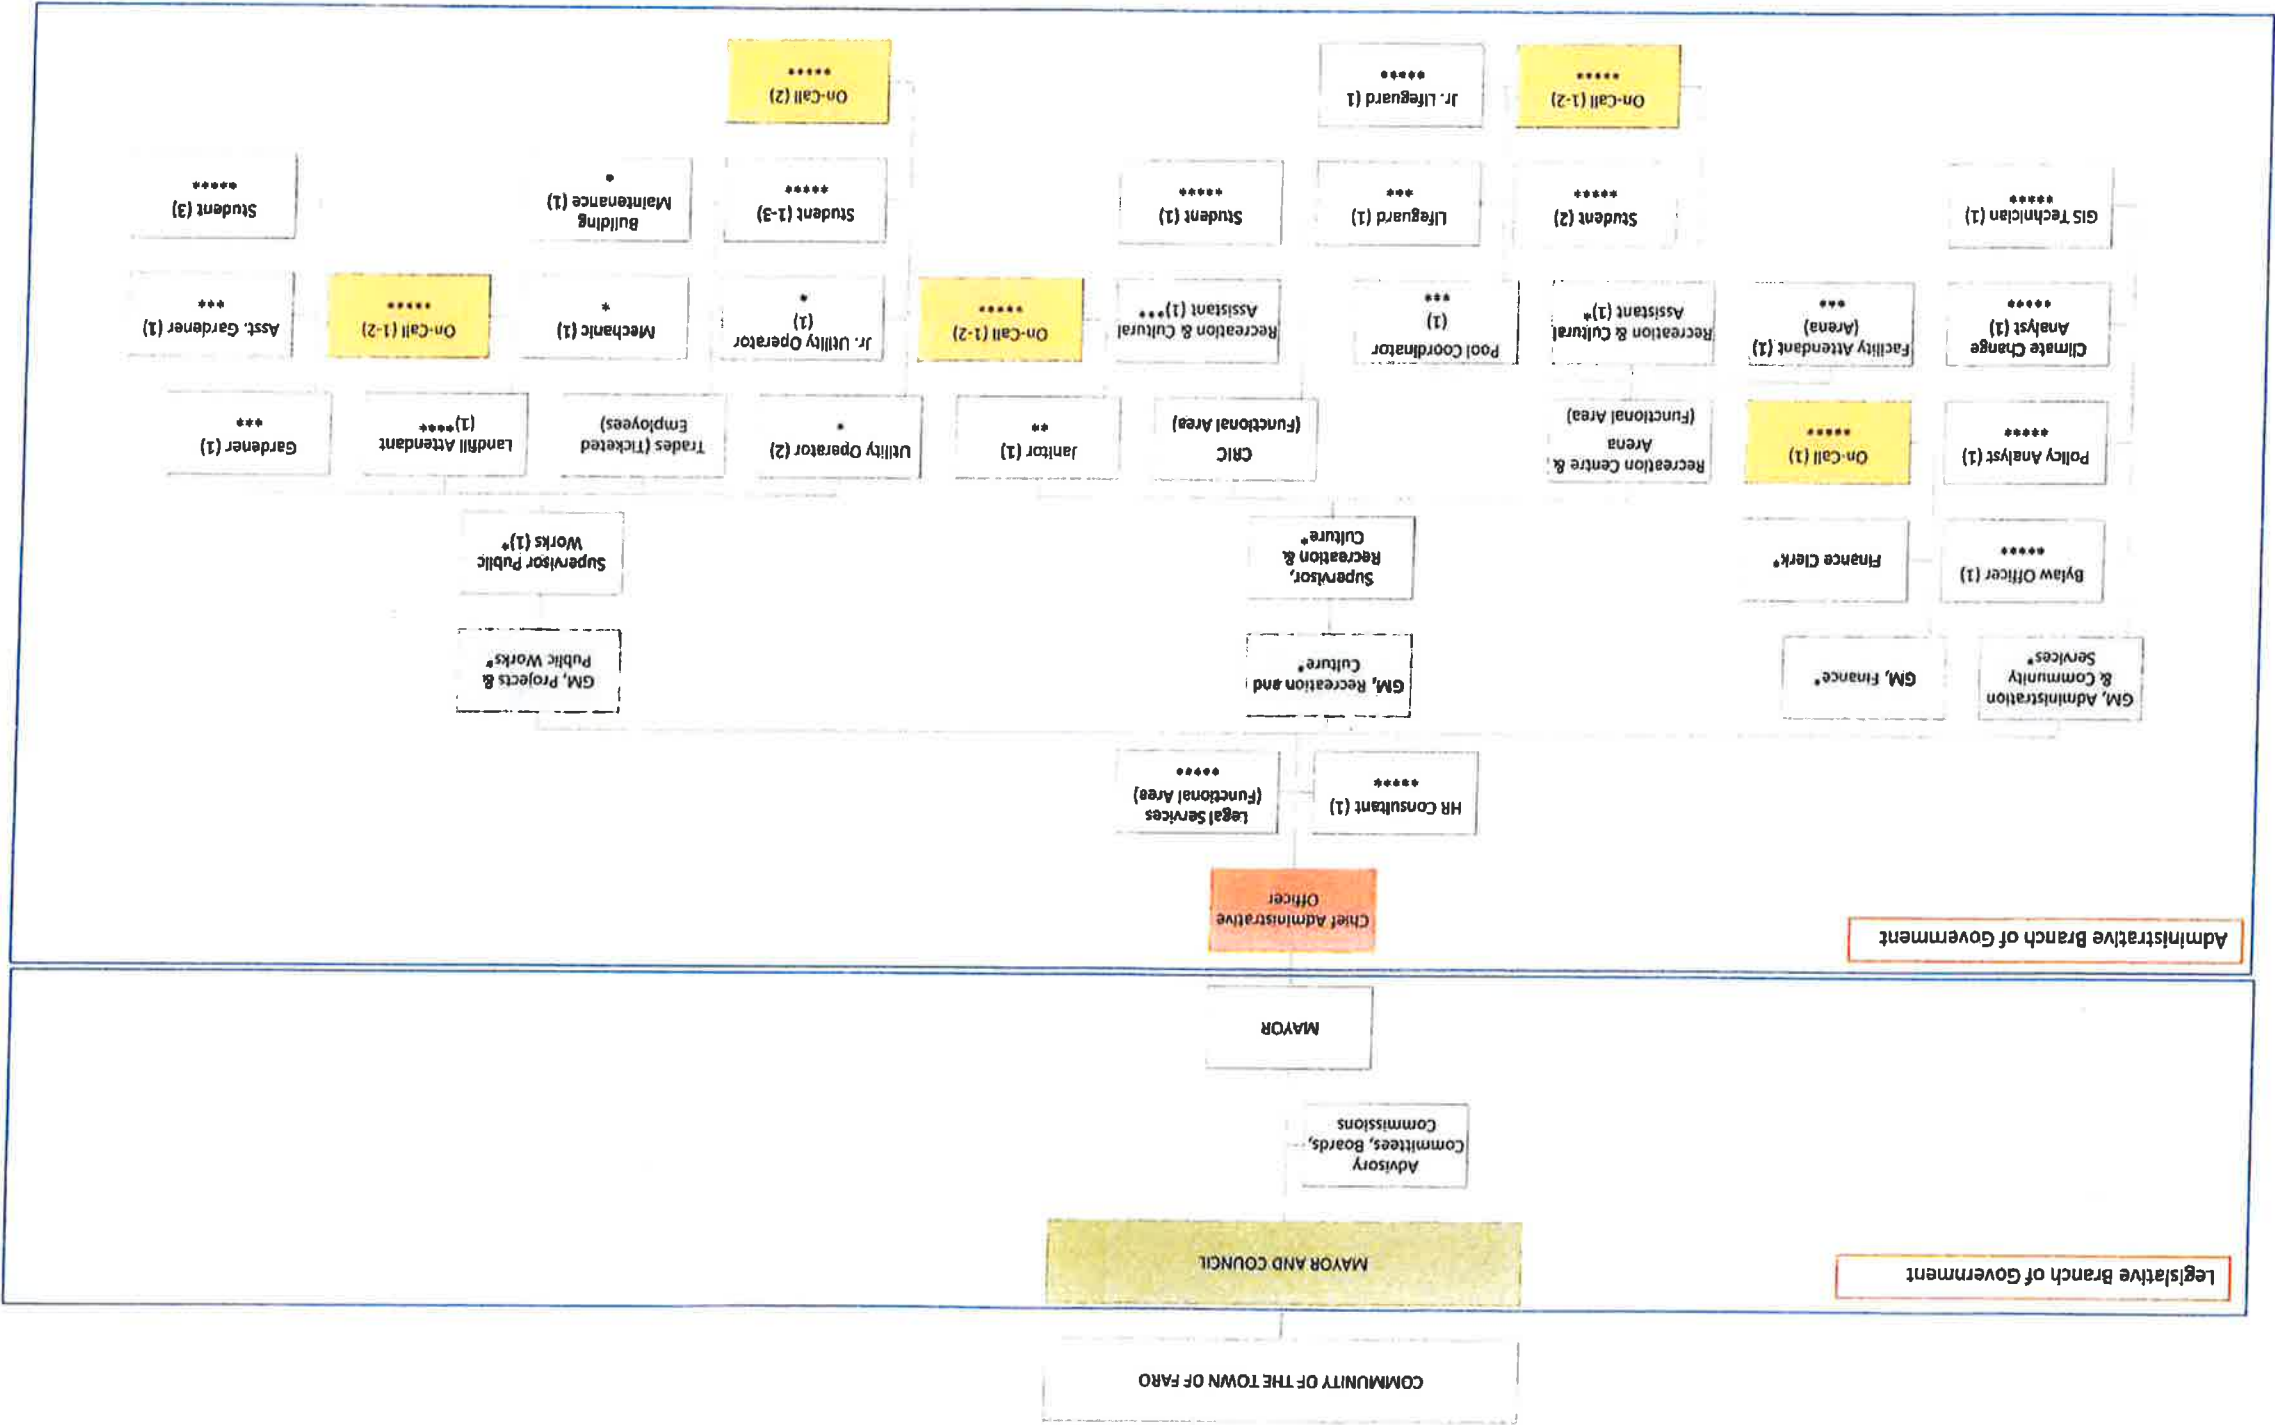 COMMUNITY OF THE TOWN OF FARO
Legislative Branch of Government
MAYOR AND COUNCIL
Advisory
Committees, Boards,
Commissions
MAYOR
Administrative Branch of Government
Chief Administrative
Officer
HR Consultant (1)
*****
Legal Services
(Functional Area)
*****
GM, Administration
& Community
Services*
GM, Finance*
GM, Recreation and
Culture*
GM, Projects &
Public Works*
Bylaw Officer (1)
*****
Finance Clerk*
Supervisor,
Recreation &
Culture*
Supervisor Public
Works (1)*
Policy Analyst (1)
*****
On-Call (1)
*****
Recreation Centre &
Arena
(Functional Area)
CRIC
(Functional Area)
Janitor (1)
**
Utility Operator (2)
*
Trades (Ticketed
Employees)
Landfill Attendant
(1)****
Gardener (1)
***
Climate Change
Analyst (1)
*****
Facility Attendant (1)
(Arena)
***
Recreation & Cultural
Assistant (1)*
Pool Coordinator
(1)
***
Recreation & Cultural
Assistant (1)***
On-Call (1-2)
*****
Jr. Utility Operator
(1)
*
Mechanic (1)
*
On-Call (1-2)
*****
Asst. Gardener (1)
***
GIS Technician (1)
*****
Student (2)
*****
Lifeguard (1)
***
Student (1)
*****
Student (1-3)
*****
Building
Maintenance (1)
*
Student (3)
*****
On-Call (1-2)
*****
Jr. Lifeguard (1
*****
On-Call (2)
*****